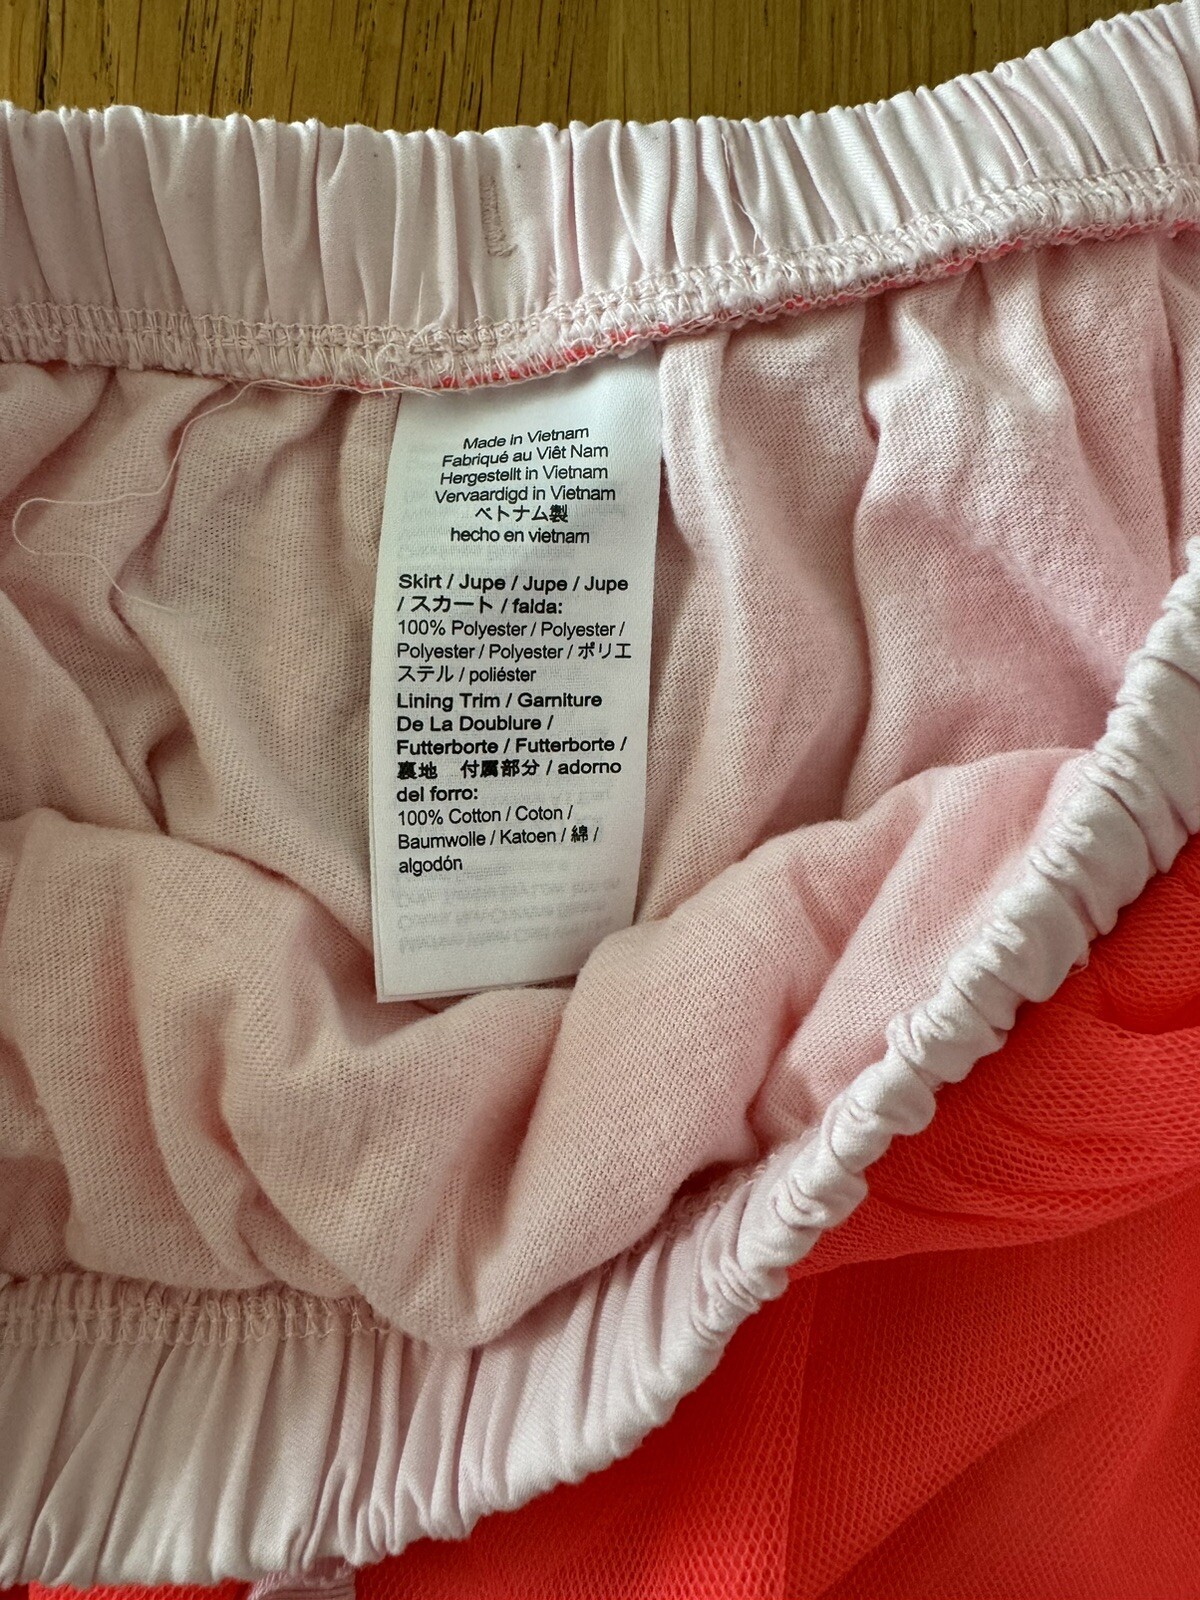 Made in Vietnam
Fabriqué au Viêt Nam
Hergestellt in Vietnam
Vervaardigd in Vietnam
ベトナム製
hecho en vietnam
Skirt / Jupe / Jupe / Jupe
/ スカート / falda:
100% Polyester / Polyester /
Polyester / Polyester / ポリエ
ステル / poliéster
Lining Trim / Garniture
De La Doublure /
Futterborte / Futterborte /
裏地　付属部分 / adorno
del forro:
100% Cotton / Coton /
Baumwolle / Katoen / 綿 /
algodón